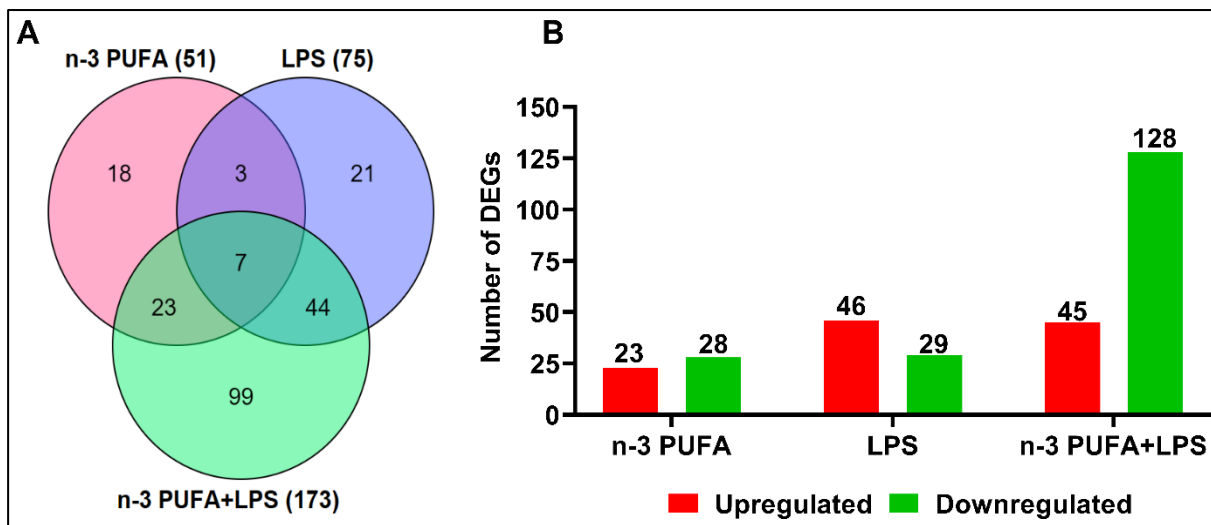 A
n-3 PUFA (51)
LPS (75)
18
3
21
7
23
44
99
n-3 PUFA+LPS (173)
B
Number of DEGs
150
125
100
75
50
25
0
23
28
46
29
45
128
n-3 PUFA
LPS
n-3 PUFA+LPS
Upregulated
Downregulated